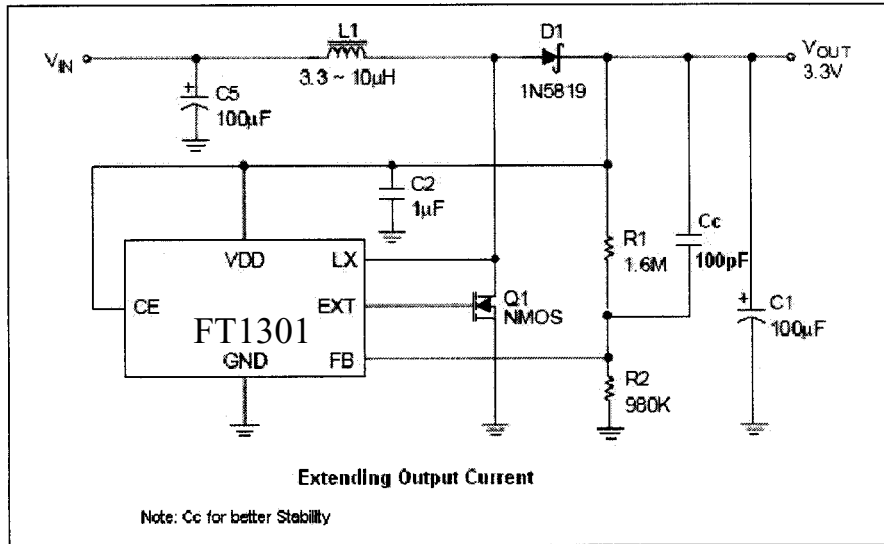 L1
D1
VIN
VOUT
3.3V
3.3 ~ 10µH
1N5819
+
C5
100µF
C2
1µF
Cc
100pF
R1
1.6M
VDD
LX
CE
EXT
Q1
NMOS
FT1301
+
C1
100µF
GND
FB
R2
980K
Extending Output Current
Note: Cc for better Stability